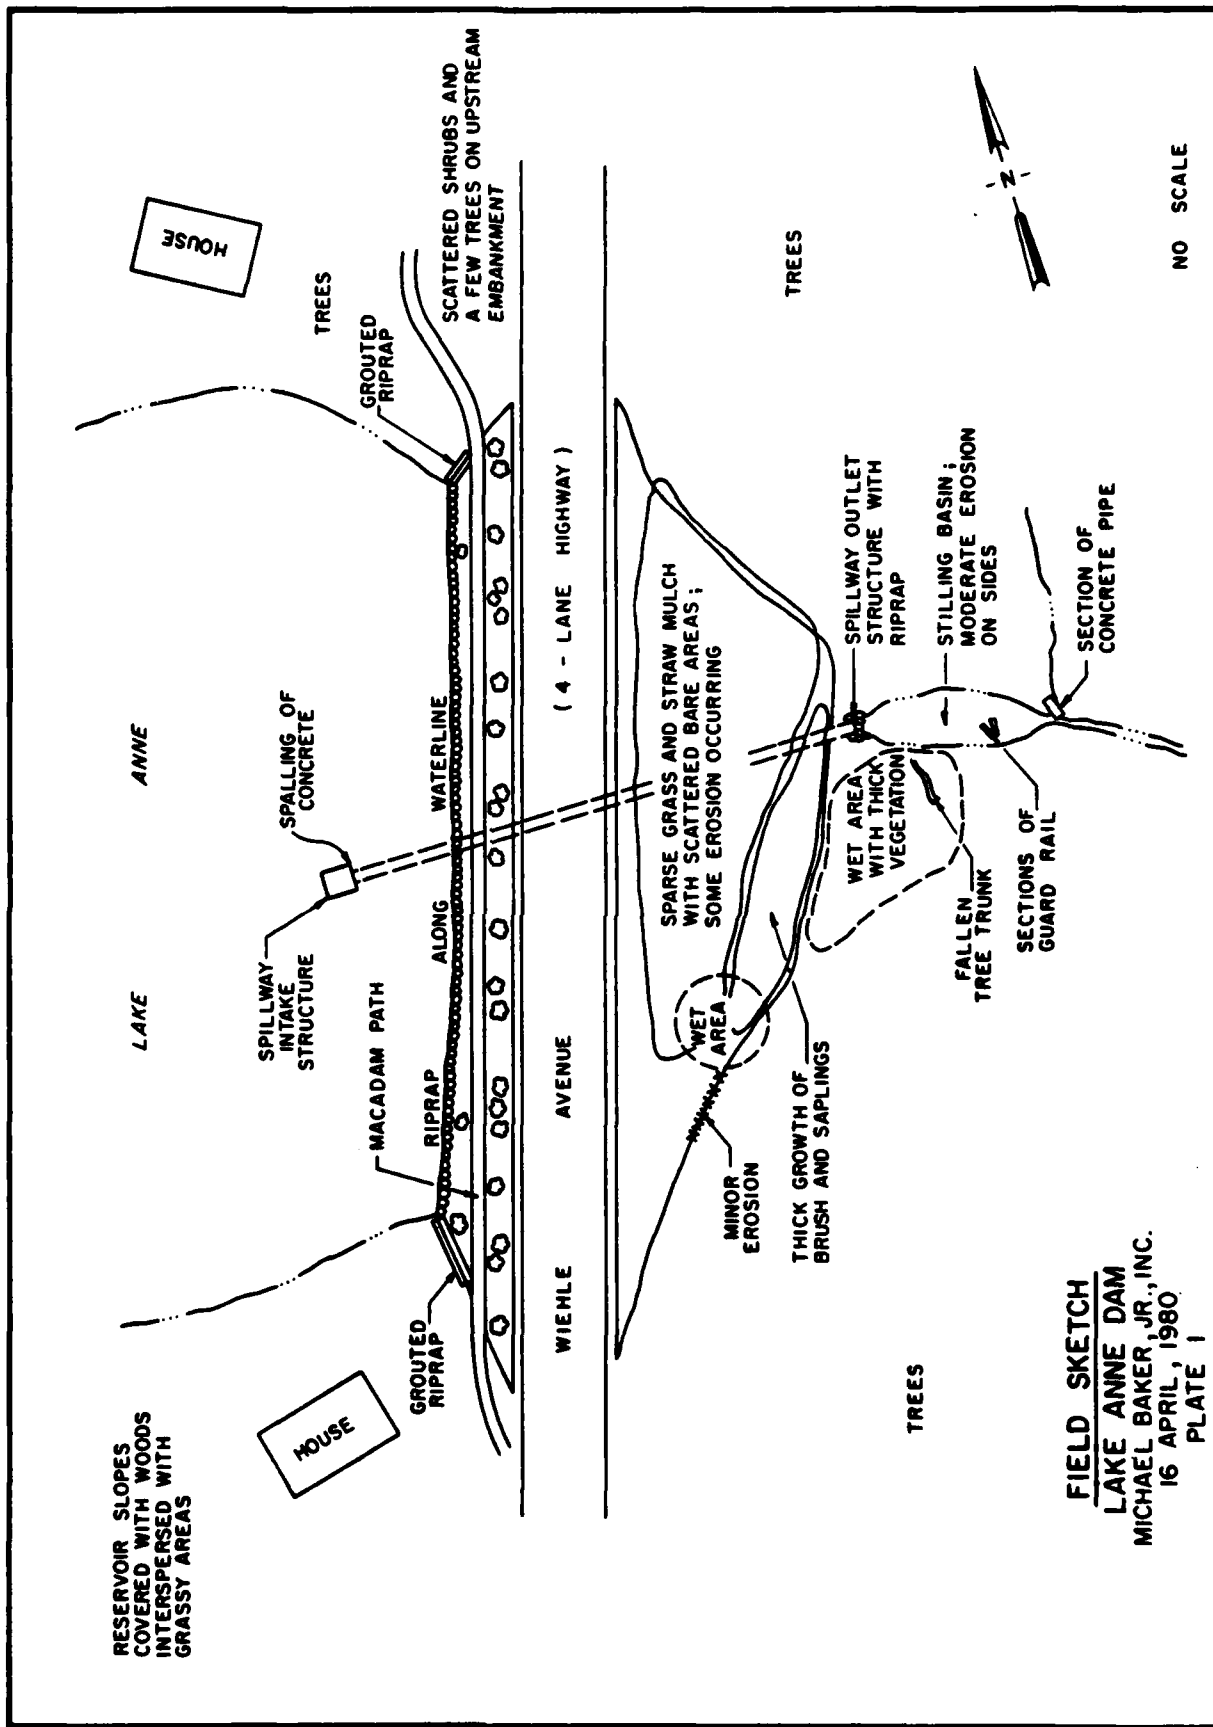 RESERVOIR SLOPES
COVERED WITH WOODS
INTERSPERSED WITH
GRASSY AREAS
LAKE ANNE
HOUSE
HOUSE
SPILLWAY
INTAKE
STRUCTURE
SPALLING OF
CONCRETE
TREES
GROUTED
RIPRAP
MACADAM PATH
GROUTED
RIPRAP
RIPRAP ALONG WATERLINE
SCATTERED SHRUBS AND
A FEW TREES ON UPSTREAM
EMBANKMENT
WIEHLE AVENUE (4 - LANE HIGHWAY)
SPARSE GRASS AND STRAW MULCH
WITH SCATTERED BARE AREAS;
SOME EROSION OCCURRING
WET
AREA
MINOR
EROSION
THICK GROWTH OF
BRUSH AND SAPLINGS
WET AREA
WITH THICK
VEGETATION
SPILLWAY OUTLET
STRUCTURE WITH
RIPRAP
STILLING BASIN;
MODERATE EROSION
ON SIDES
FALLEN
TREE TRUNK
SECTIONS OF
GUARD RAIL
SECTION OF
CONCRETE PIPE
TREES
TREES
N
NO SCALE
FIELD SKETCH
LAKE ANNE DAM
MICHAEL BAKER, JR., INC.
16 APRIL, 1980
PLATE 1